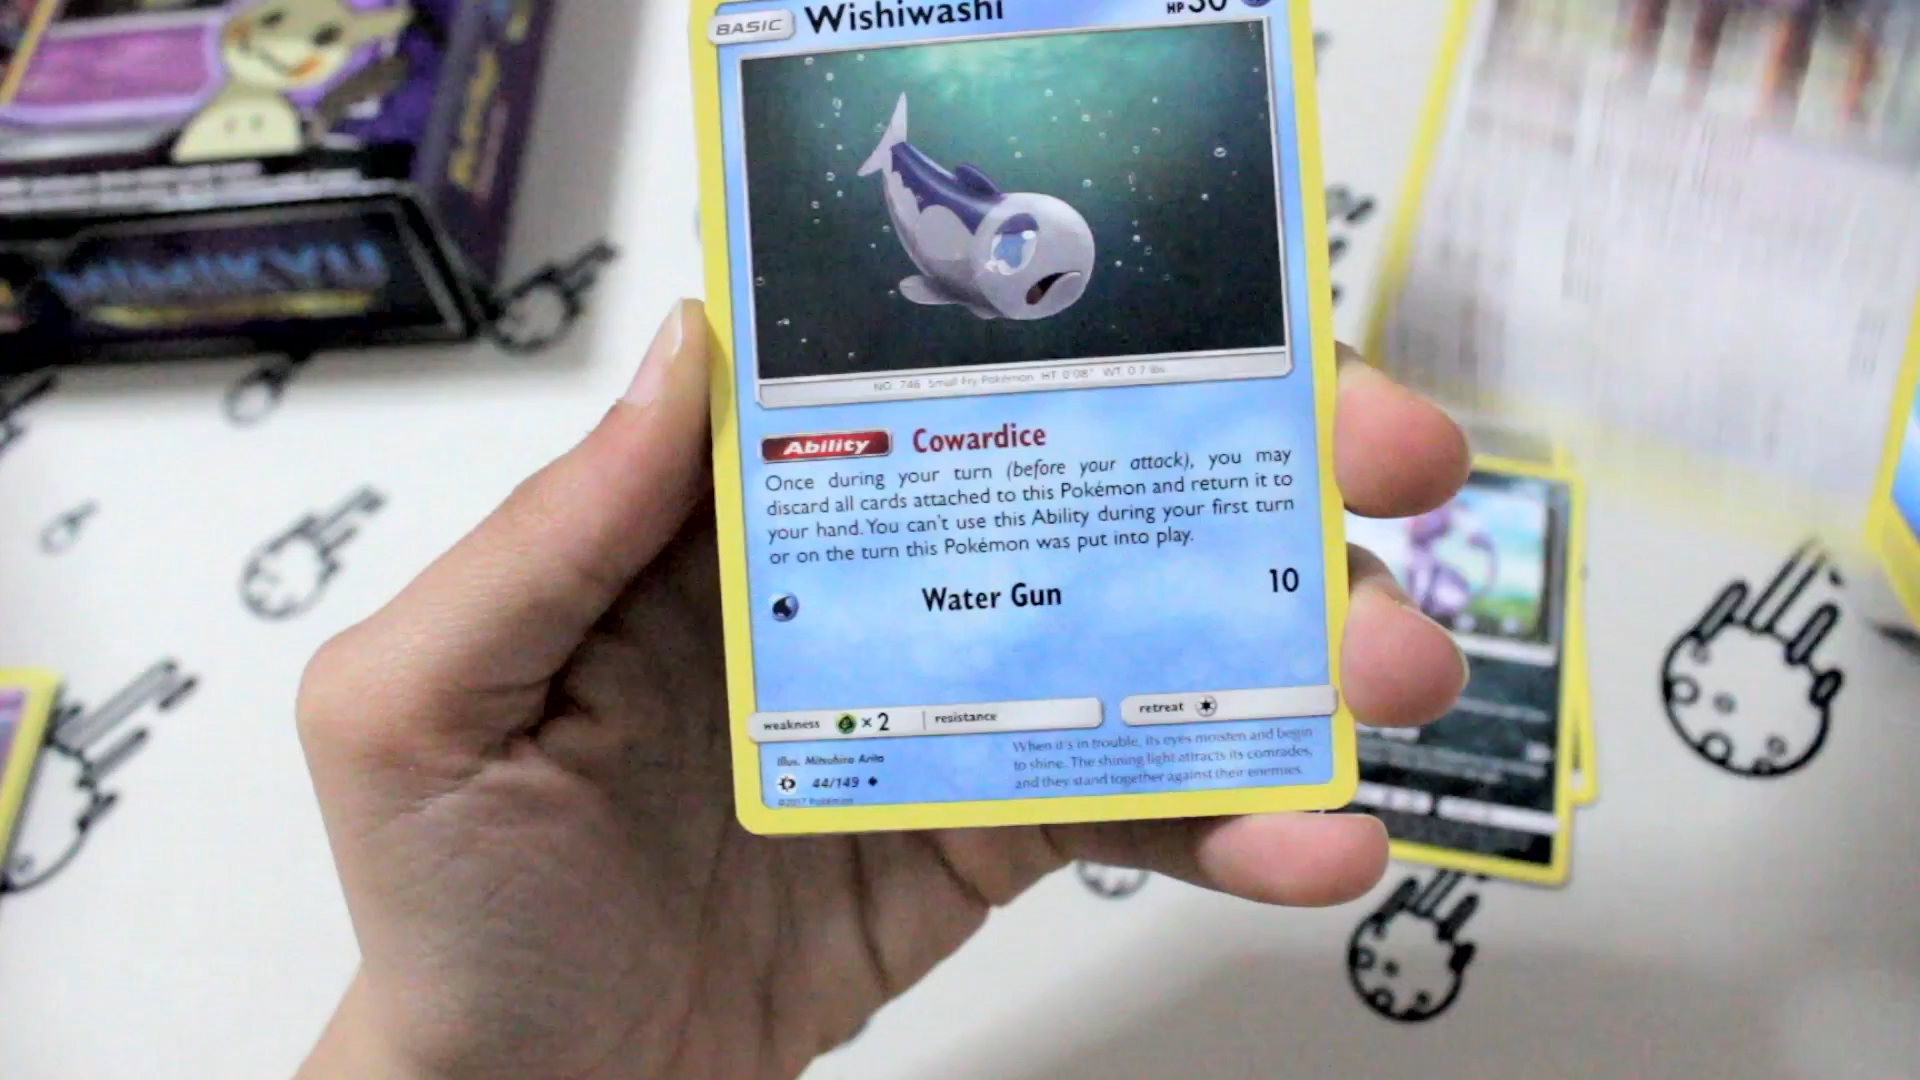 BASIC Wishiwashi HP 30
MIMIKYU
NO. 746 Small Fry Pokémon HT 0'08" WT 0.7 lbs.
Ability Cowardice
Once during your turn (before your attack), you may
discard all cards attached to this Pokémon and return it to
your hand. You can't use this Ability during your first turn
or on the turn this Pokémon was put into play.
Water Gun 10
weakness ×2 resistance retreat
Illus. Mitsuhiro Arita
44/149
©2017 Pokémon
When it's in trouble, its eyes moisten and begin
to shine. The shining light attracts its comrades,
and they stand together against their enemies.